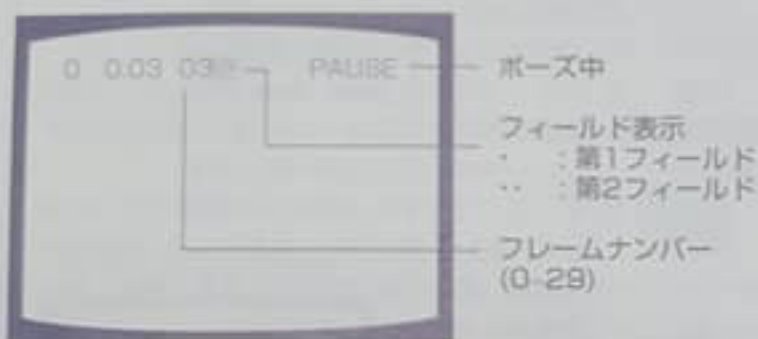 0 0.03 03
PAUSE
ポーズ中
フィールド表示
・ :第1フィールド
・・ :第2フィールド
フレームナンバー
(0-29)